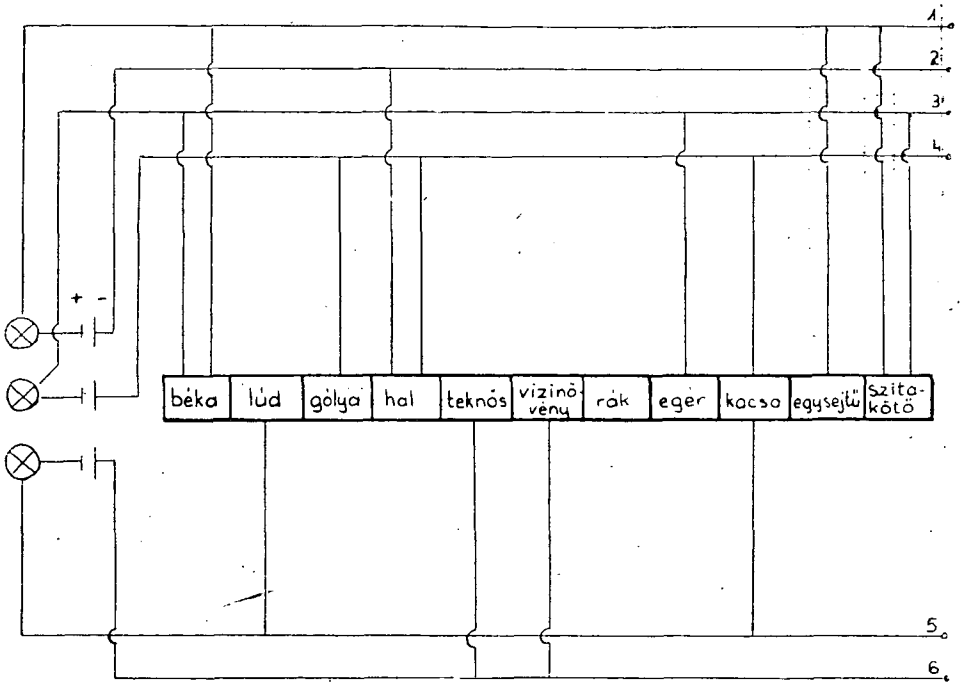 1
2
3
4
+ -
béka lúd gólya hal teknős vízinö-
vény rák egér kacsa egysejtű szita-
kötő
5
6